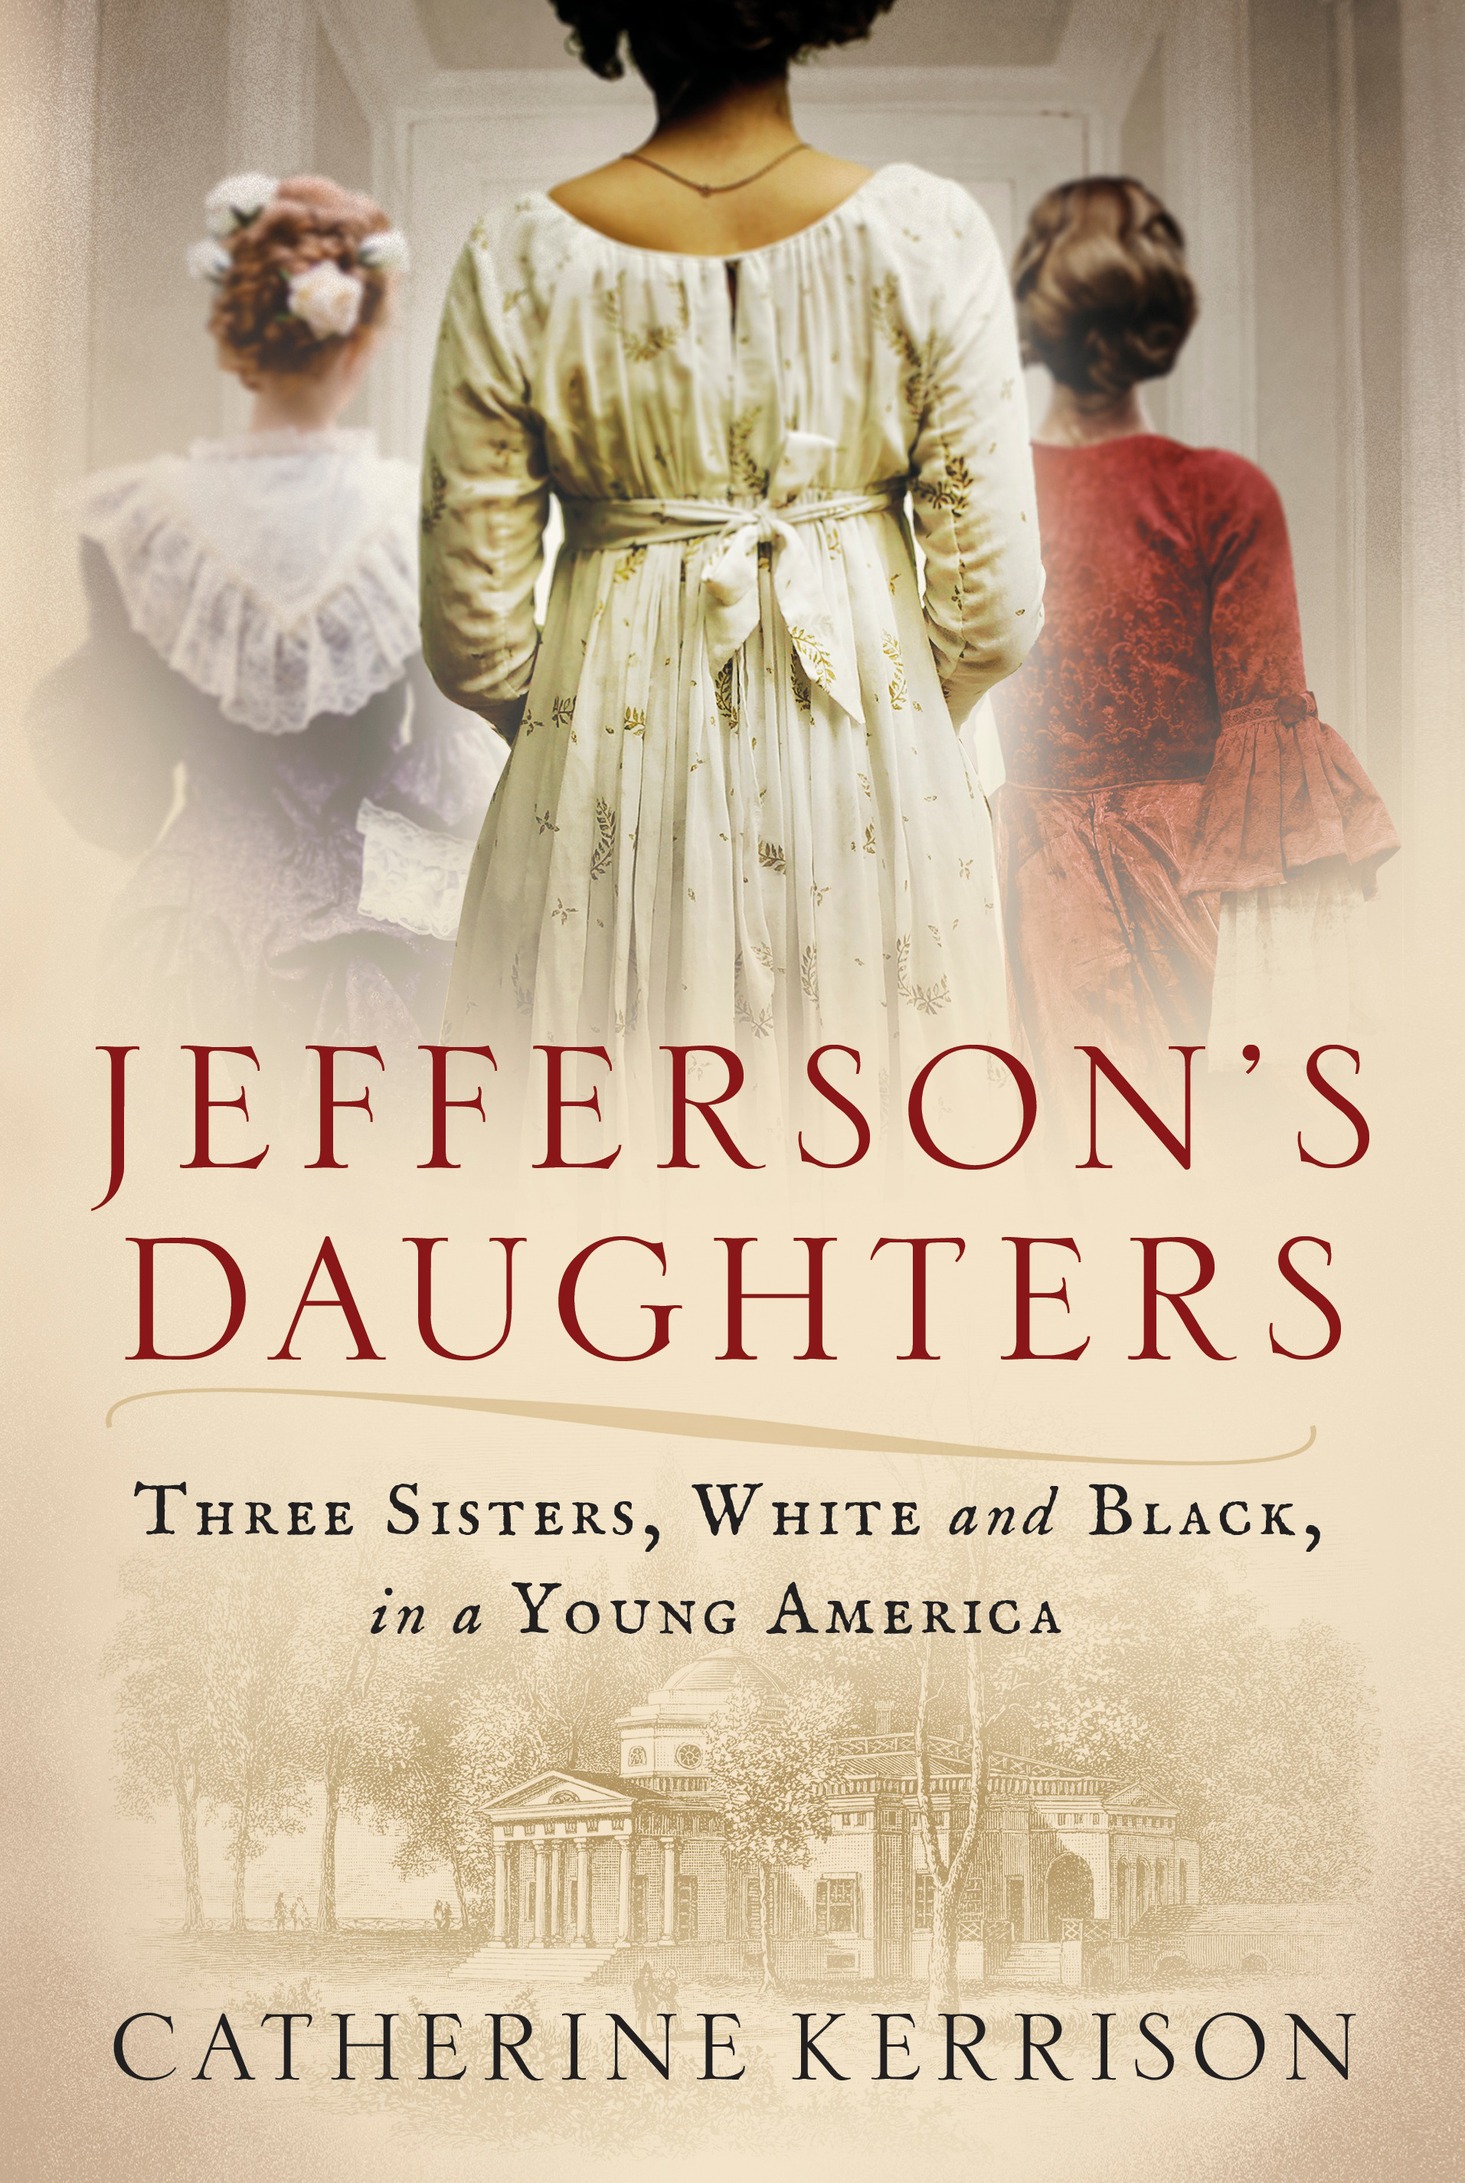 JEFFERSON'S
DAUGHTERS
THREE SISTERS, WHITE and BLACK,
in a YOUNG AMERICA
CATHERINE KERRISON